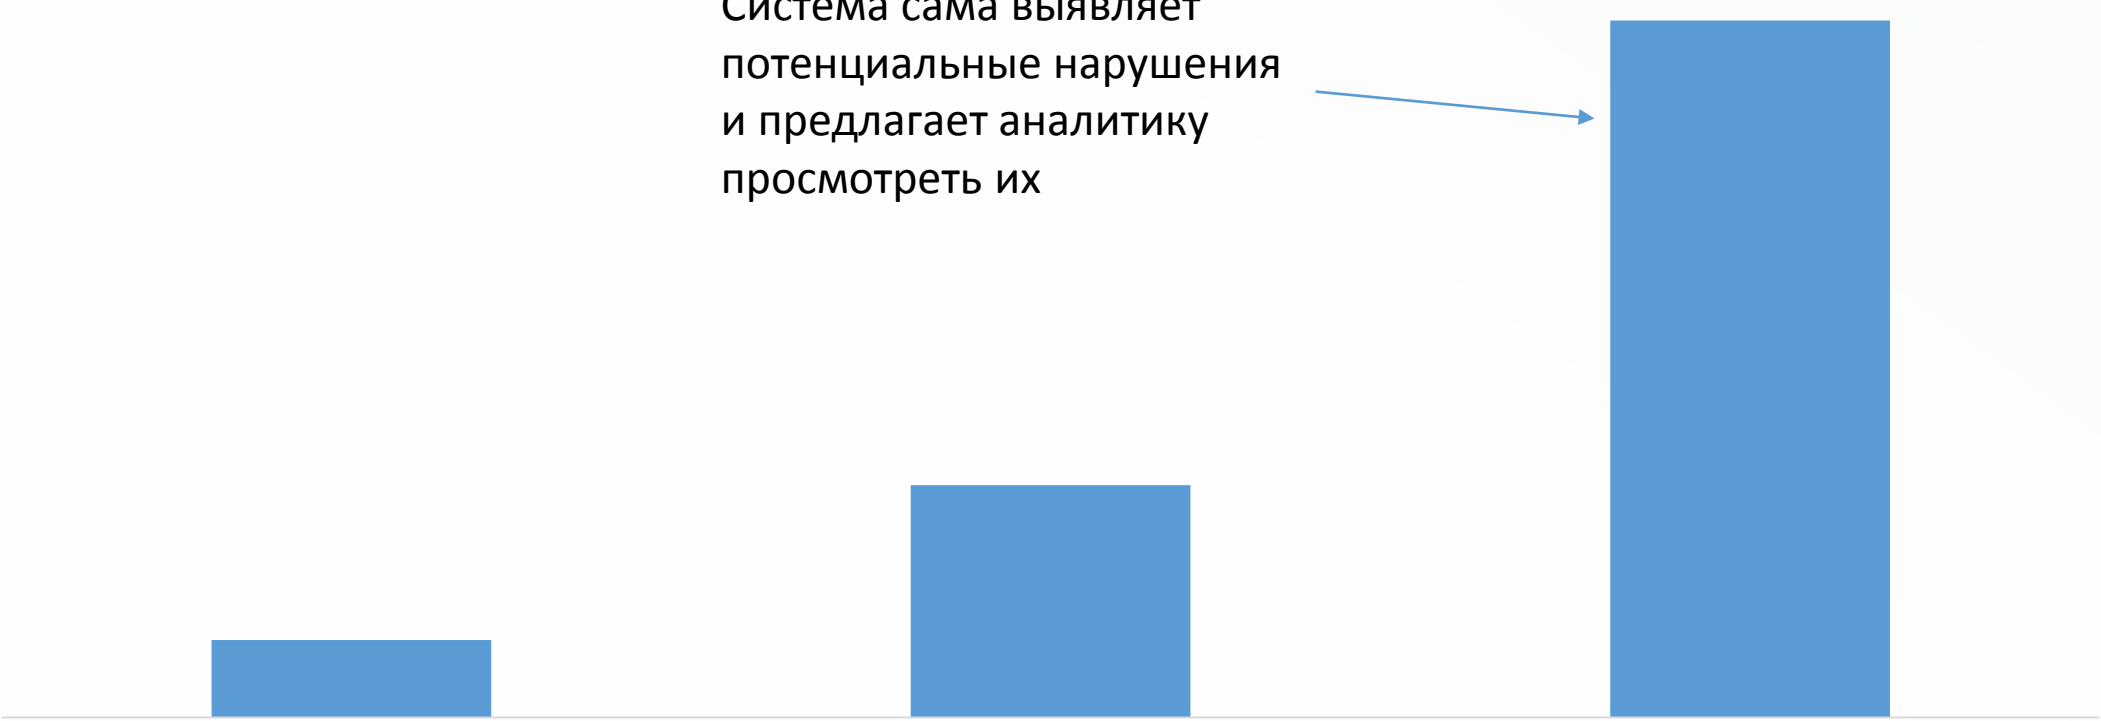 Система сама выявляет
потенциальные нарушения
и предлагает аналитику
просмотреть их